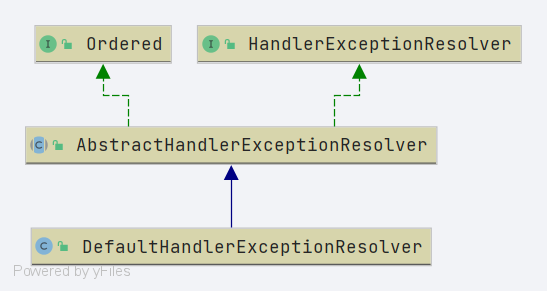 I Ordered
I HandlerExceptionResolver
C AbstractHandlerExceptionResolver
C DefaultHandlerExceptionResolver
Powered by yFiles